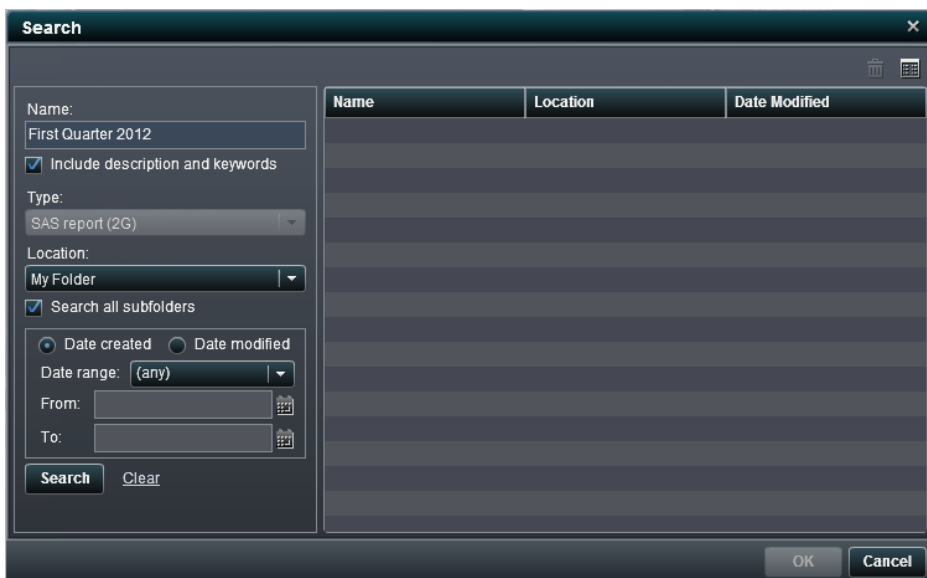 Search
Name:
First Quarter 2012
Include description and keywords
Type:
SAS report (2G)
Location:
My Folder
Search all subfolders
Date created Date modified
Date range: (any)
From:
To:
Search Clear
Name Location Date Modified
OK Cancel